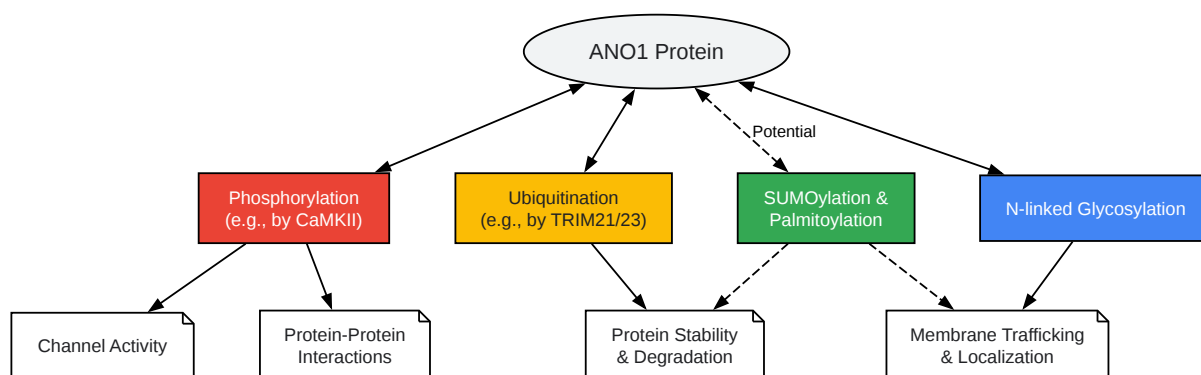 ANO1 Protein
Potential
Phosphorylation
(e.g., by CaMKII)
Ubiquitination
(e.g., by TRIM21/23)
SUMOylation &
Palmitoylation
N-linked Glycosylation
Channel Activity
Protein-Protein
Interactions
Protein Stability
& Degradation
Membrane Trafficking
& Localization